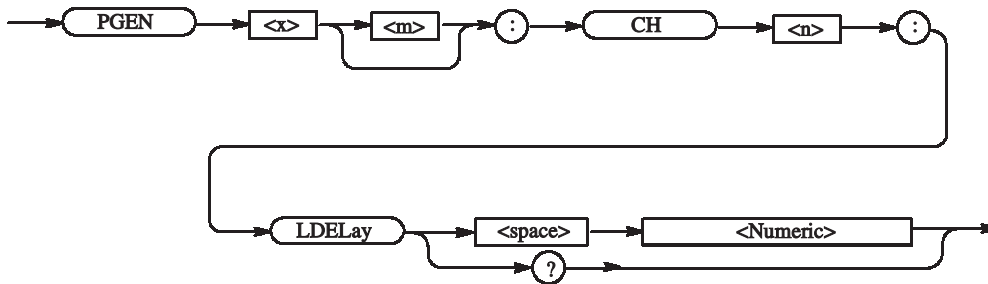 PGEN <x> <m> : CH <n> :
LDELay <space> <Numeric>
?